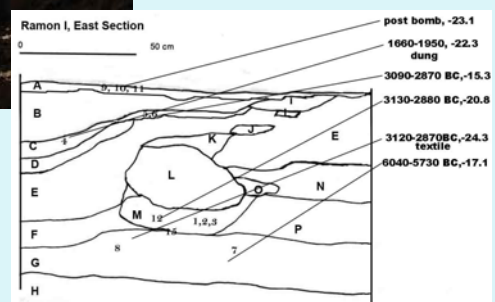 Ramon I, East Section
0 50 cm
post bomb, -23.1
1660-1950, -22.3
dung
3090-2870 BC,-15.3
3130-2880 BC,-20.8
3120-2870BC,-24.3
textile
6040-5730 BC,-17.1
A
9, 10, 11
I
B
J
K
E
4
C
D
L
E
O
N
M
12
1,2,3
P
F
15
8
7
G
H